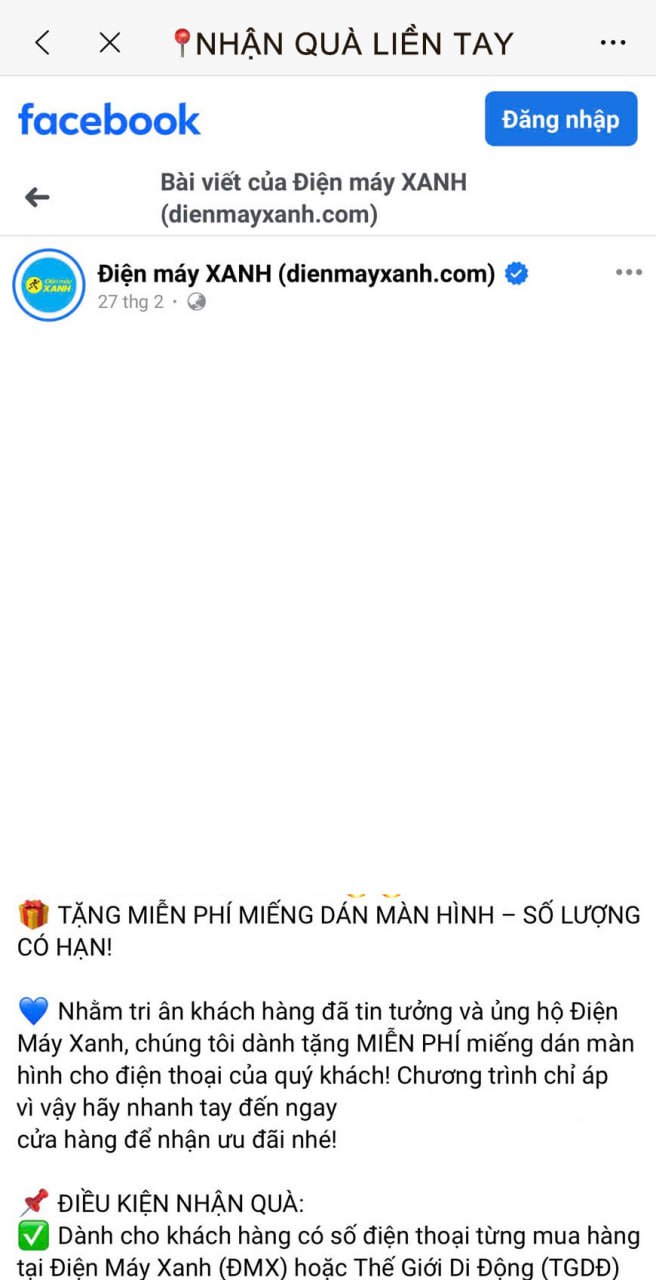 📍NHẬN QUÀ LIỀN TAY
facebook
Đăng nhập
Bài viết của Điện máy XANH
(dienmayxanh.com)
Điện máy XANH
Điện máy XANH (dienmayxanh.com)
27 thg 2 ·
🎁 TẶNG MIỄN PHÍ MIẾNG DÁN MÀN HÌNH – SỐ LƯỢNG
CÓ HẠN!
💙 Nhằm tri ân khách hàng đã tin tưởng và ủng hộ Điện
Máy Xanh, chúng tôi dành tặng MIỄN PHÍ miếng dán màn
hình cho điện thoại của quý khách! Chương trình chỉ áp
vì vậy hãy nhanh tay đến ngay
cửa hàng để nhận ưu đãi nhé!
📌 ĐIỀU KIỆN NHẬN QUÀ:
✅ Dành cho khách hàng có số điện thoại từng mua hàng
tại Điện Máy Xanh (ĐMX) hoặc Thế Giới Di Động (TGDĐ)